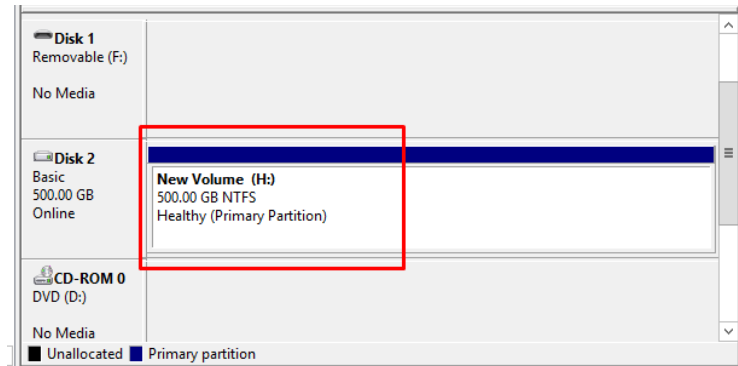 Disk 1
Removable (F:)
No Media
Disk 2
Basic
500.00 GB
Online
New Volume (H:)
500.00 GB NTFS
Healthy (Primary Partition)
CD-ROM 0
DVD (D:)
No Media
Unallocated Primary partition